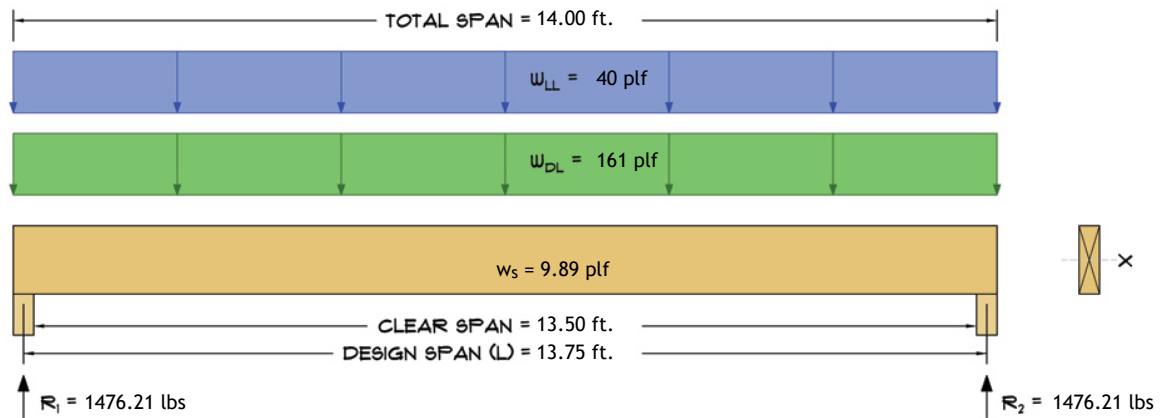 TOTAL SPAN = 14.00 ft.
WLL = 40 plf
WDL = 161 plf
ws = 9.89 plf
X
CLEAR SPAN = 13.50 ft.
DESIGN SPAN (L) = 13.75 ft.
R1 = 1476.21 lbs
R2 = 1476.21 lbs